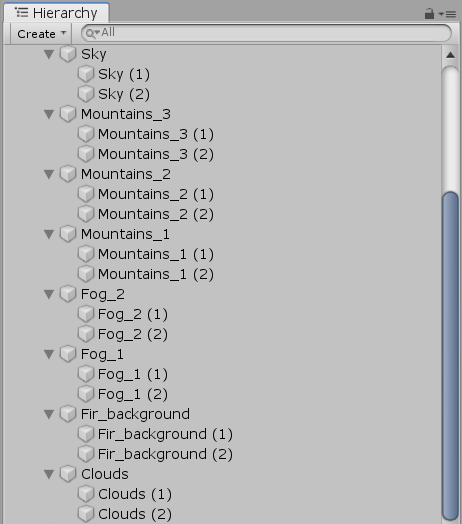 Hierarchy
Create All
Sky
Sky (1)
Sky (2)
Mountains_3
Mountains_3 (1)
Mountains_3 (2)
Mountains_2
Mountains_2 (1)
Mountains_2 (2)
Mountains_1
Mountains_1 (1)
Mountains_1 (2)
Fog_2
Fog_2 (1)
Fog_2 (2)
Fog_1
Fog_1 (1)
Fog_1 (2)
Fir_background
Fir_background (1)
Fir_background (2)
Clouds
Clouds (1)
Clouds (2)